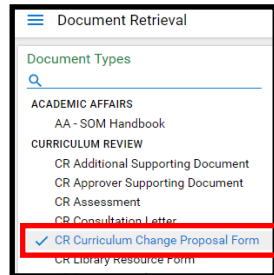 Document Retrieval
Document Types
ACADEMIC AFFAIRS
AA - SOM Handbook
CURRICULUM REVIEW
CR Additional Supporting Document
CR Approver Supporting Document
CR Assessment
CR Consultation Letter
CR Curriculum Change Proposal Form
CR Library Resource Form